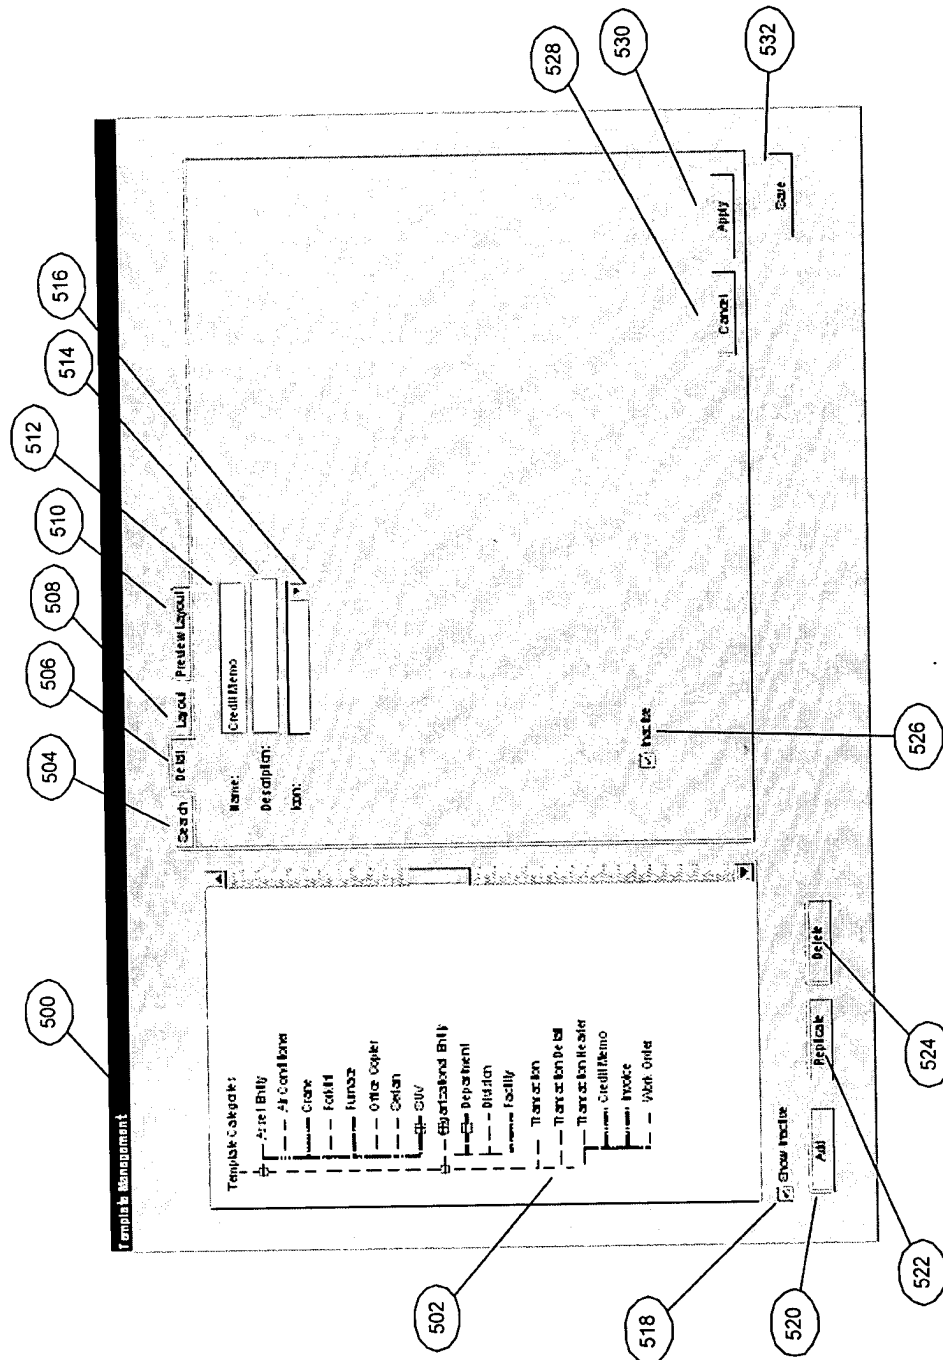 500
Template Management
504
506
508
510
512
514
516
Search
Detail
Layout
Preview Layout
Template Categories
Asset Entity
Air Conditioner
Crane
Forklift
Furnace
Office Copier
Sedan
SUV
Organizational Entity
Department
Division
Facility
Transaction
Transaction Detail
Transaction Header
Credit Memo
Invoice
Work Order
Name:
Credit Memo
Description:
Icon:
Inactive
Cancel
Apply
Show Inactive
Add
Replicate
Delete
Save
502
518
520
522
524
526
528
530
532